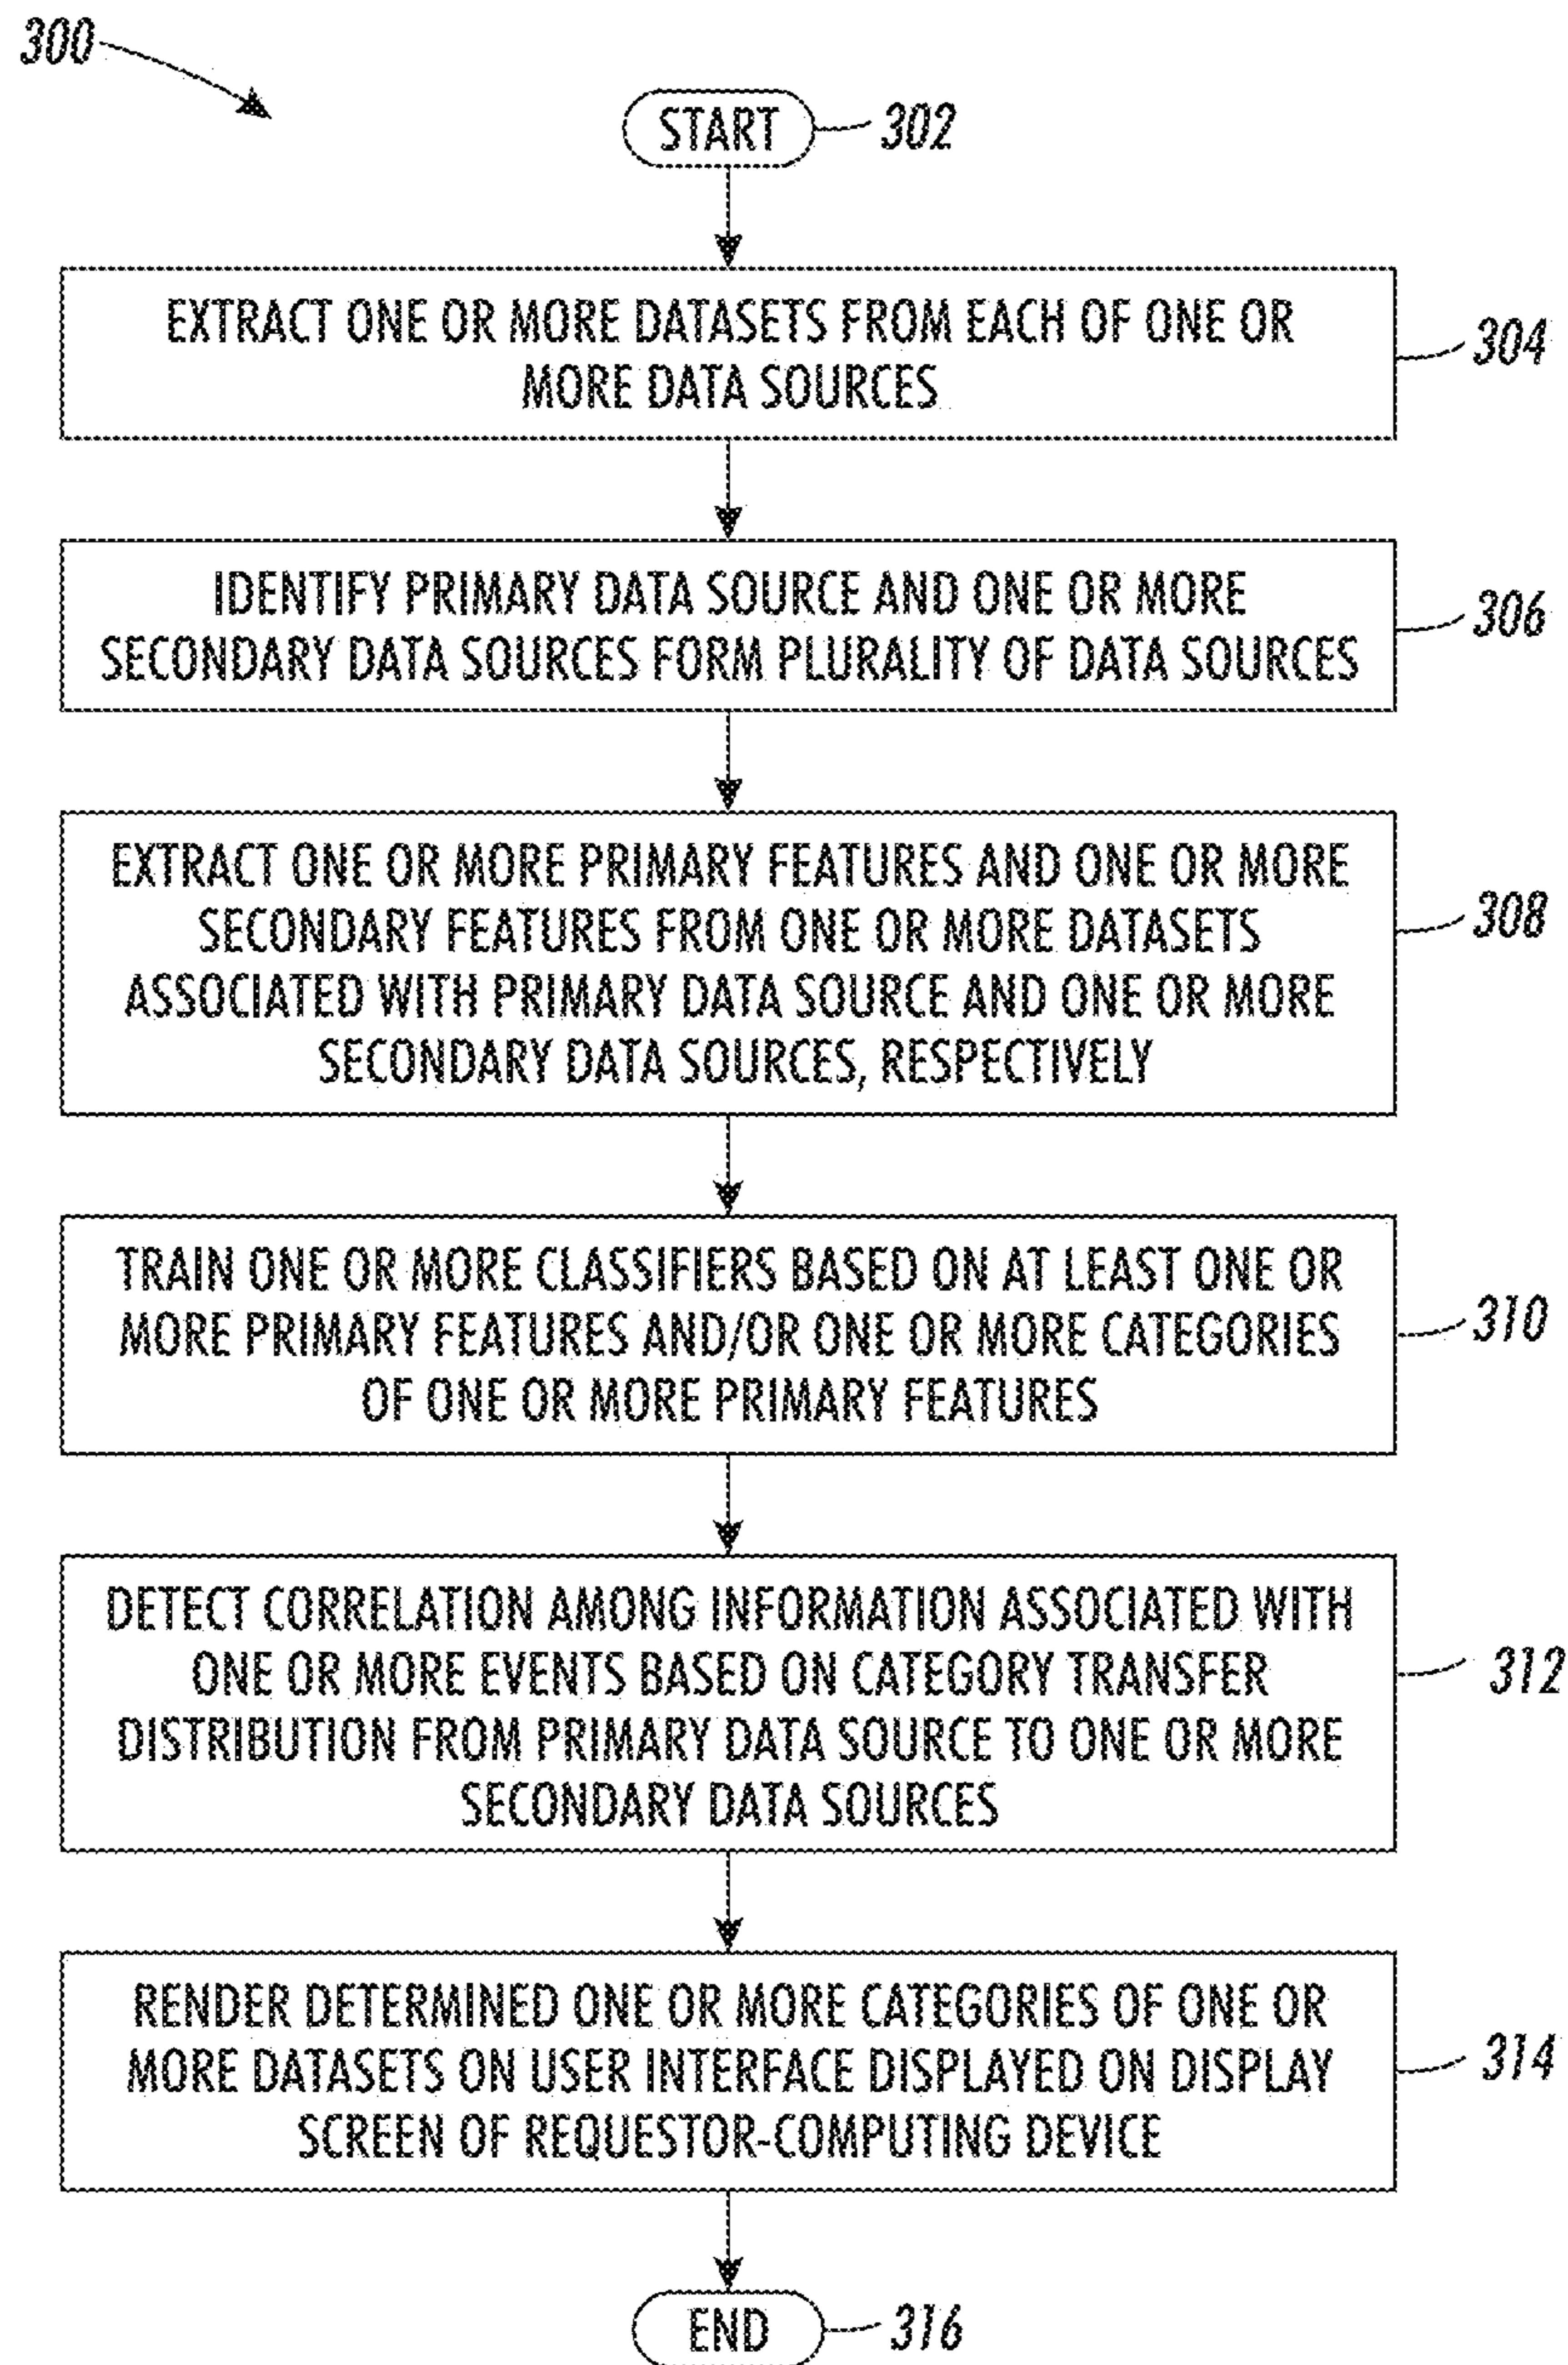 300
START
302
EXTRACT ONE OR MORE DATASETS FROM EACH OF ONE OR
MORE DATA SOURCES
304
IDENTIFY PRIMARY DATA SOURCE AND ONE OR MORE
SECONDARY DATA SOURCES FORM PLURALITY OF DATA SOURCES
306
EXTRACT ONE OR MORE PRIMARY FEATURES AND ONE OR MORE
SECONDARY FEATURES FROM ONE OR MORE DATASETS
ASSOCIATED WITH PRIMARY DATA SOURCE AND ONE OR MORE
SECONDARY DATA SOURCES, RESPECTIVELY
308
TRAIN ONE OR MORE CLASSIFIERS BASED ON AT LEAST ONE OR
MORE PRIMARY FEATURES AND/OR ONE OR MORE CATEGORIES
OF ONE OR MORE PRIMARY FEATURES
310
DETECT CORRELATION AMONG INFORMATION ASSOCIATED WITH
ONE OR MORE EVENTS BASED ON CATEGORY TRANSFER
DISTRIBUTION FROM PRIMARY DATA SOURCE TO ONE OR MORE
SECONDARY DATA SOURCES
312
RENDER DETERMINED ONE OR MORE CATEGORIES OF ONE OR
MORE DATASETS ON USER INTERFACE DISPLAYED ON DISPLAY
SCREEN OF REQUESTOR-COMPUTING DEVICE
314
END
316